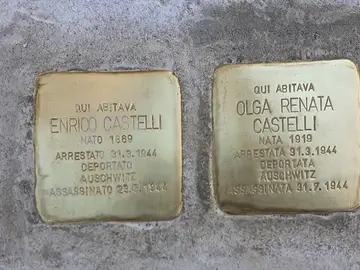 QUI ABITAVA
ENRICO CASTELLI
NATO 1889
ARRESTATO 31.3.1944
DEPORTATO
AUSCHWITZ
ASSASSINATO 1944
QUI ABITAVA
OLGA RENATA
CASTELLI
NATA 1919
ARRESTATA 31.3.1944
DEPORTATA
AUSCHWITZ
ASSASSINATA 31.7.1944